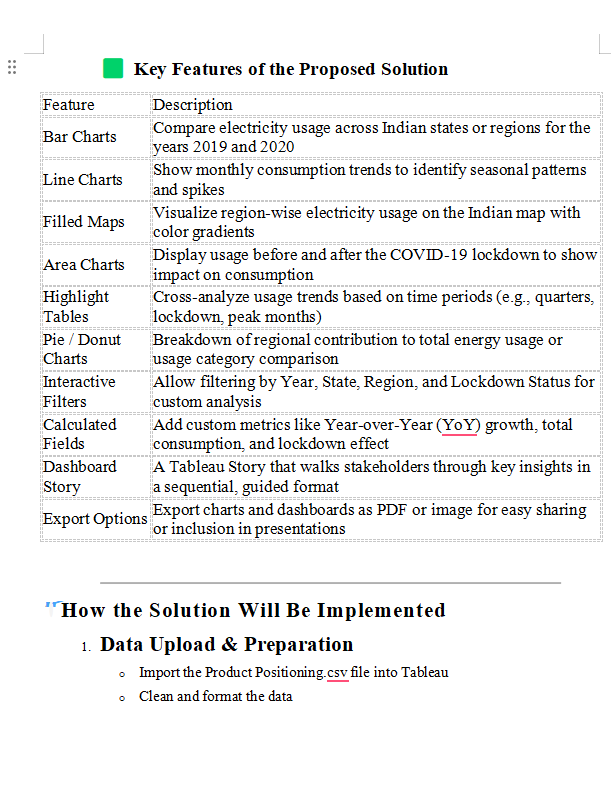 Key Features of the Proposed Solution
Feature Description
Bar Charts Compare electricity usage across Indian states or regions for the
years 2019 and 2020
Line Charts Show monthly consumption trends to identify seasonal patterns
and spikes
Filled Maps Visualize region-wise electricity usage on the Indian map with
color gradients
Area Charts Display usage before and after the COVID-19 lockdown to show
impact on consumption
Highlight Cross-analyze usage trends based on time periods (e.g., quarters,
Tables lockdown, peak months)
Pie / Donut Breakdown of regional contribution to total energy usage or
Charts usage category comparison
Interactive Allow filtering by Year, State, Region, and Lockdown Status for
Filters custom analysis
Calculated Add custom metrics like Year-over-Year (YoY) growth, total
Fields consumption, and lockdown effect
Dashboard A Tableau Story that walks stakeholders through key insights in
Story a sequential, guided format
Export Options Export charts and dashboards as PDF or image for easy sharing
or inclusion in presentations
How the Solution Will Be Implemented
1. Data Upload & Preparation
o Import the Product Positioning.csv file into Tableau
o Clean and format the data